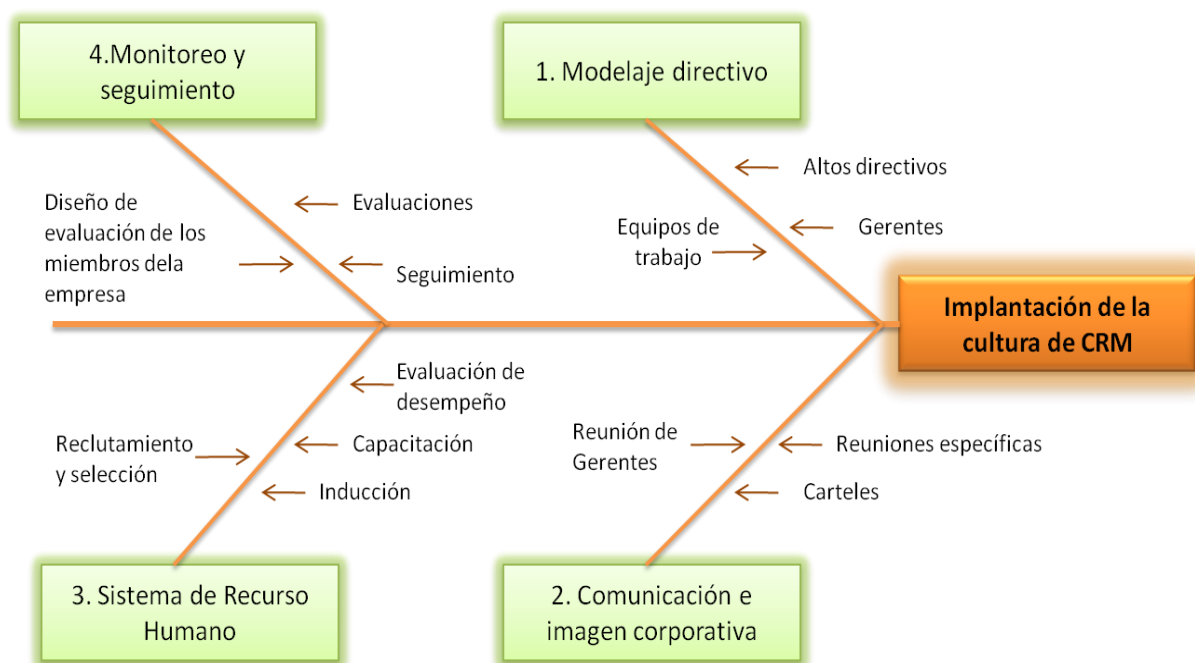 4.Monitoreo y
seguimiento
1. Modelaje directivo
Altos directivos
Diseño de
evaluación de los
miembros dela
empresa
Evaluaciones
Seguimiento
Equipos de
trabajo
Gerentes
Implantación de la
cultura de CRM
Evaluación de
desempeño
Reclutamiento
y selección
Capacitación
Inducción
Reunión de
Gerentes
Reuniones específicas
Carteles
3. Sistema de Recurso
Humano
2. Comunicación e
imagen corporativa